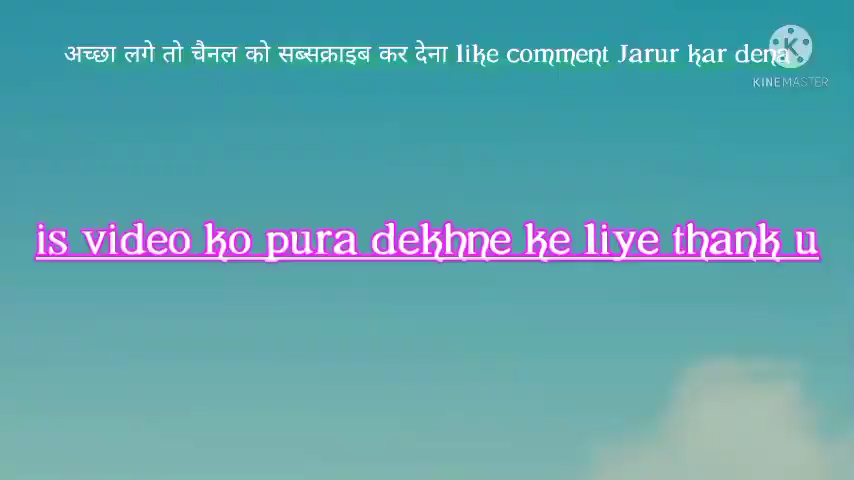 अच्छा लगे तो चैनल को सब्सक्राइब कर देना like comment Jarur kar dena
K
KINEMASTER
is video ko pura dekhne ke liye thank u